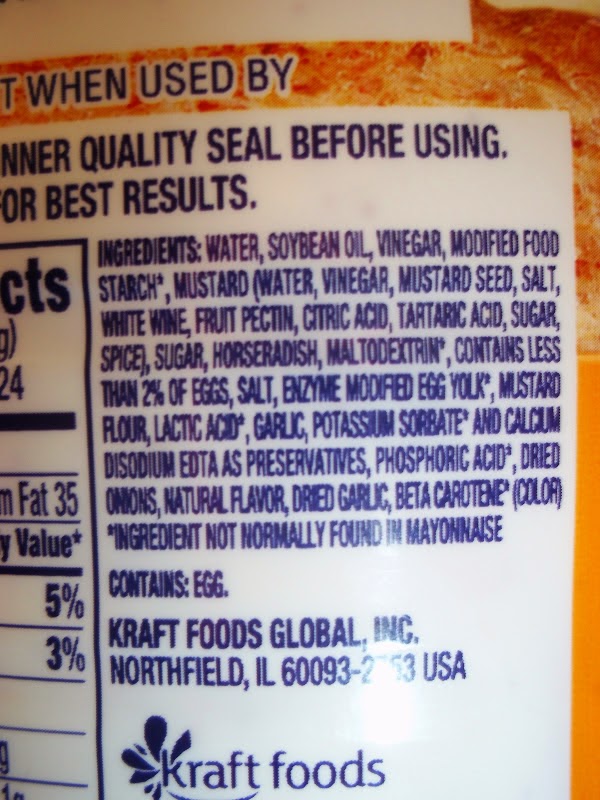 T WHEN USED BY
NNER QUALITY SEAL BEFORE USING.
FOR BEST RESULTS.
cts
g)
24
m Fat 35
y Value*
5%
3%
g
1g
INGREDIENTS: WATER, SOYBEAN OIL, VINEGAR, MODIFIED FOOD
STARCH*, MUSTARD (WATER, VINEGAR, MUSTARD SEED, SALT,
WHITE WINE, FRUIT PECTIN, CITRIC ACID, TARTARIC ACID, SUGAR,
SPICE), SUGAR, HORSERADISH, MALTODEXTRIN*, CONTAINS LESS
THAN 2% OF EGGS, SALT, ENZYME MODIFIED EGG YOLK*, MUSTARD
FLOUR, LACTIC ACID*, GARLIC, POTASSIUM SORBATE* AND CALCIUM
DISODIUM EDTA AS PRESERVATIVES, PHOSPHORIC ACID*, DRIED
ONIONS, NATURAL FLAVOR, DRIED GARLIC, BETA CAROTENE* (COLOR)
*INGREDIENT NOT NORMALLY FOUND IN MAYONNAISE
CONTAINS: EGG.
KRAFT FOODS GLOBAL, INC.
NORTHFIELD, IL USA
kraft foods